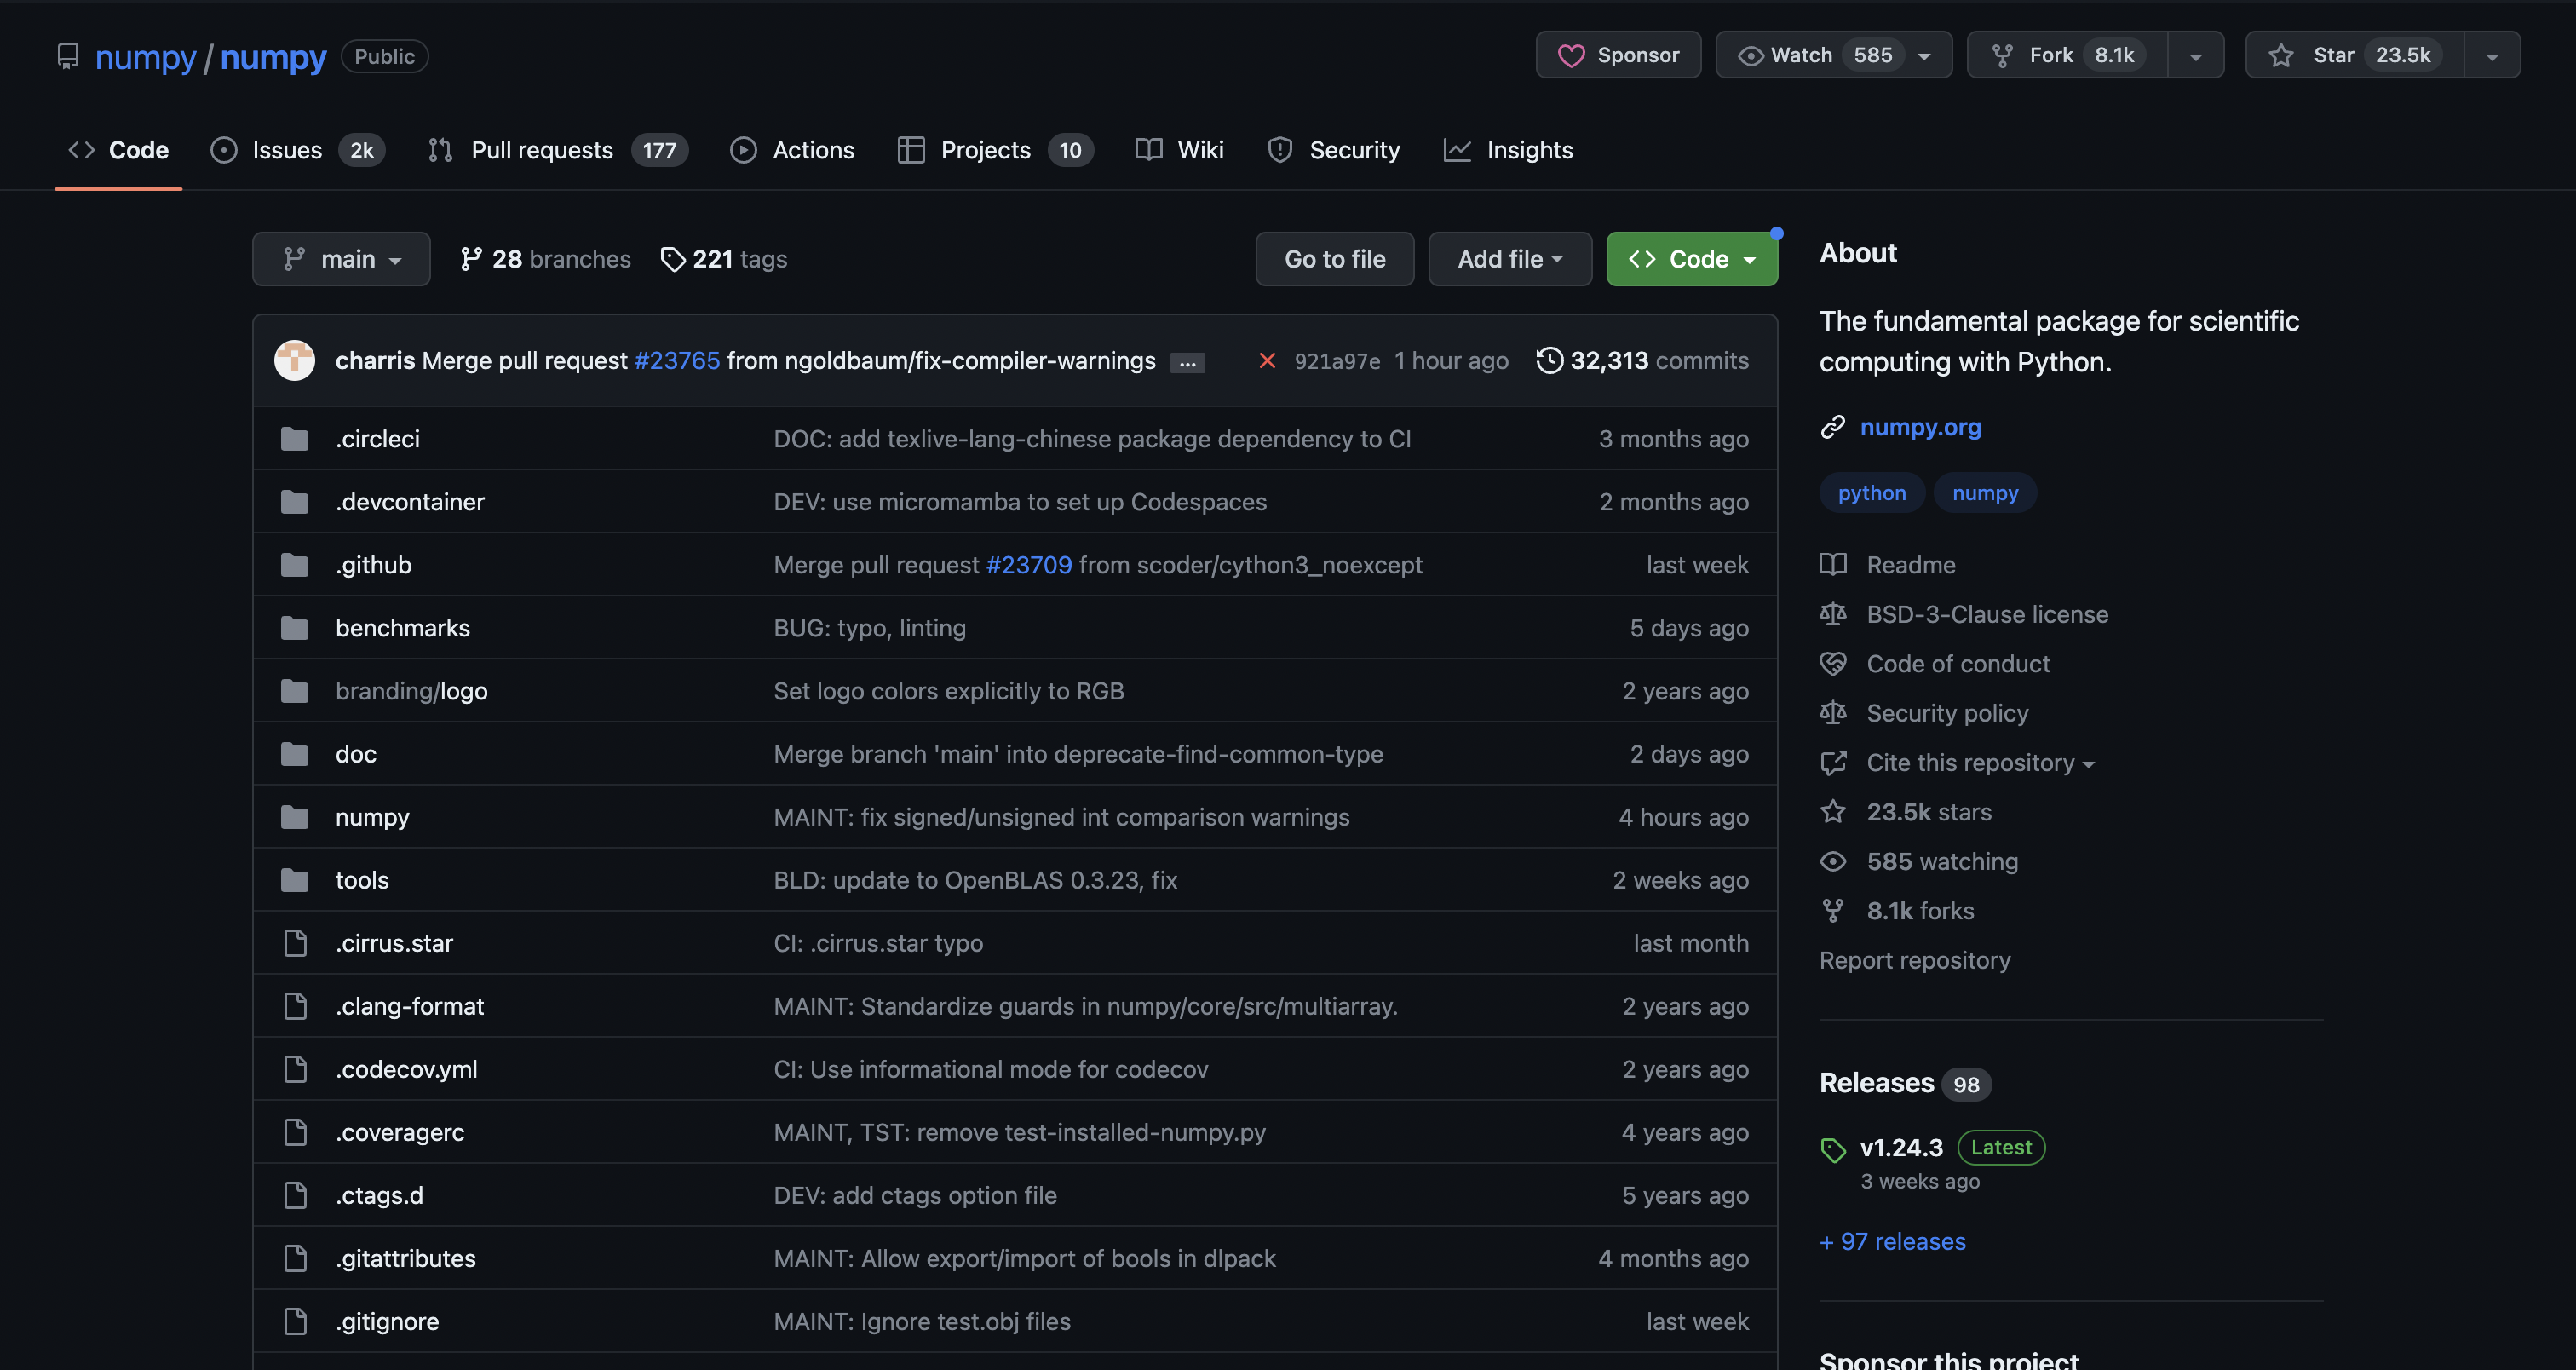 numpy / numpy Public
Sponsor Watch 585 Fork 8.1k Star 23.5k
Code Issues 2k Pull requests 177 Actions Projects 10 Wiki Security Insights
main 28 branches 221 tags Go to file Add file Code
charris Merge pull request #23765 from ngoldbaum/fix-compiler-warnings ... 921a97e 1 hour ago 32,313 commits
.circleci DOC: add texlive-lang-chinese package dependency to CI 3 months ago
.devcontainer DEV: use micromamba to set up Codespaces 2 months ago
.github Merge pull request #23709 from scoder/cython3_noexcept last week
benchmarks BUG: typo, linting 5 days ago
branding/logo Set logo colors explicitly to RGB 2 years ago
doc Merge branch 'main' into deprecate-find-common-type 2 days ago
numpy MAINT: fix signed/unsigned int comparison warnings 4 hours ago
tools BLD: update to OpenBLAS 0.3.23, fix 2 weeks ago
.cirrus.star CI: .cirrus.star typo last month
.clang-format MAINT: Standardize guards in numpy/core/src/multiarray. 2 years ago
.codecov.yml CI: Use informational mode for codecov 2 years ago
.coveragerc MAINT, TST: remove test-installed-numpy.py 4 years ago
.ctags.d DEV: add ctags option file 5 years ago
.gitattributes MAINT: Allow export/import of bools in dlpack 4 months ago
.gitignore MAINT: Ignore test.obj files last week
About
The fundamental package for scientific
computing with Python.
numpy.org
python numpy
Readme
BSD-3-Clause license
Code of conduct
Security policy
Cite this repository
23.5k stars
585 watching
8.1k forks
Report repository
Releases 98
v1.24.3 Latest
3 weeks ago
+ 97 releases
Sponsor this project